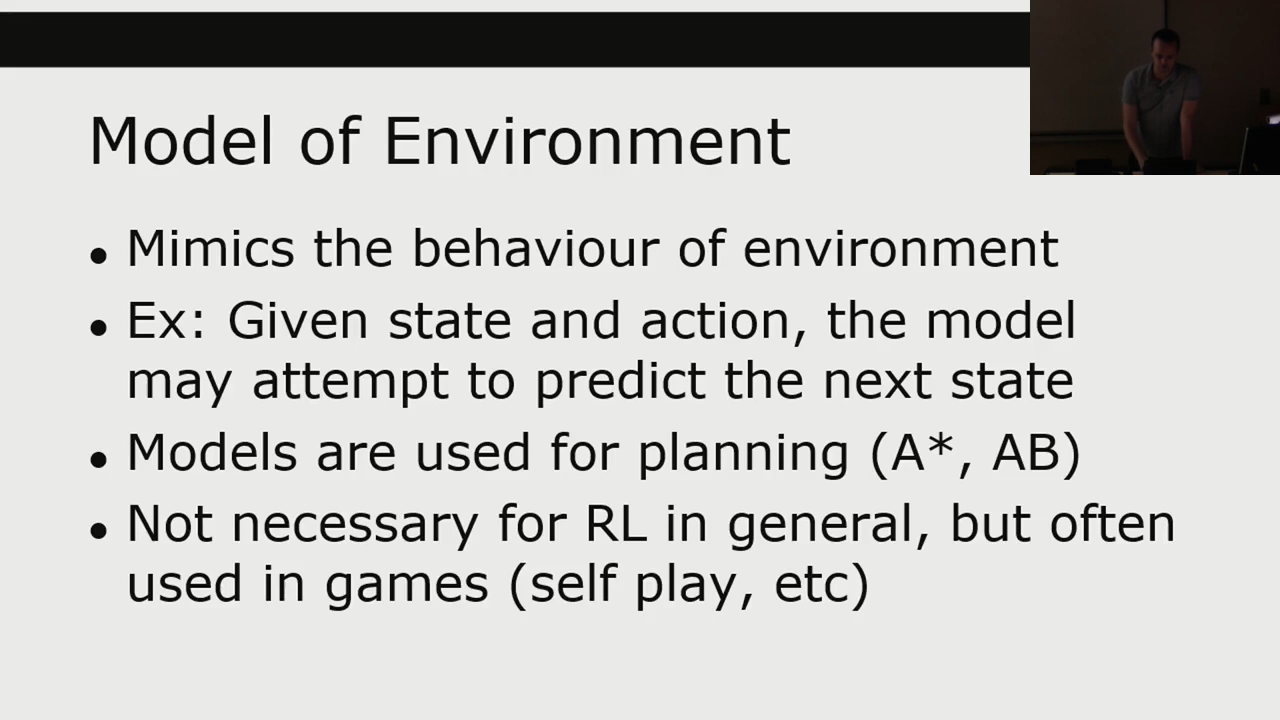 Model of Environment
● Mimics the behaviour of environment
● Ex: Given state and action, the model
may attempt to predict the next state
● Models are used for planning (A*, AB)
● Not necessary for RL in general, but often
used in games (self play, etc)